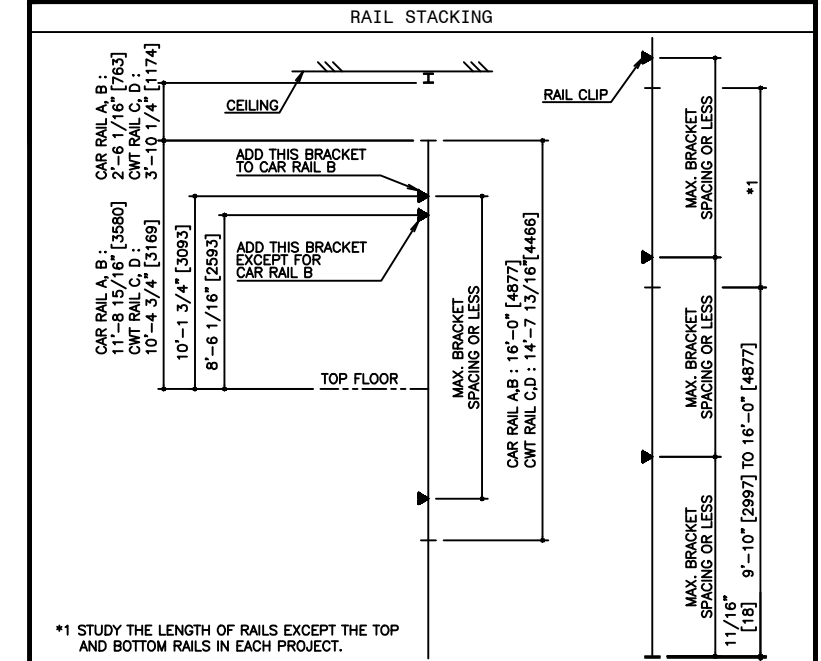 RAIL STACKING
CAR RAIL A, B :
2'-6 1/16" [763]
CWT RAIL C, D :
3'-10 1/4" [1174]
CEILING
RAIL CLIP
ADD THIS BRACKET
TO CAR RAIL B
ADD THIS BRACKET
EXCEPT FOR
CAR RAIL B
CAR RAIL A, B :
11'-8 15/16" [3580]
CWT RAIL C, D :
10'-4 3/4" [3169]
10'-1 3/4" [3093]
8'-6 1/16" [2593]
TOP FLOOR
MAX. BRACKET
SPACING OR LESS
CAR RAIL A,B : 16'-0" [4877]
CWT RAIL C,D : 14'-7 13/16"[4466]
MAX. BRACKET
SPACING OR LESS
*1
MAX. BRACKET
SPACING OR LESS
9'-10" [2997] TO 16'-0" [4877]
MAX. BRACKET
SPACING OR LESS
11/16"
[18]
*1 STUDY THE LENGTH OF RAILS EXCEPT THE TOP
AND BOTTOM RAILS IN EACH PROJECT.